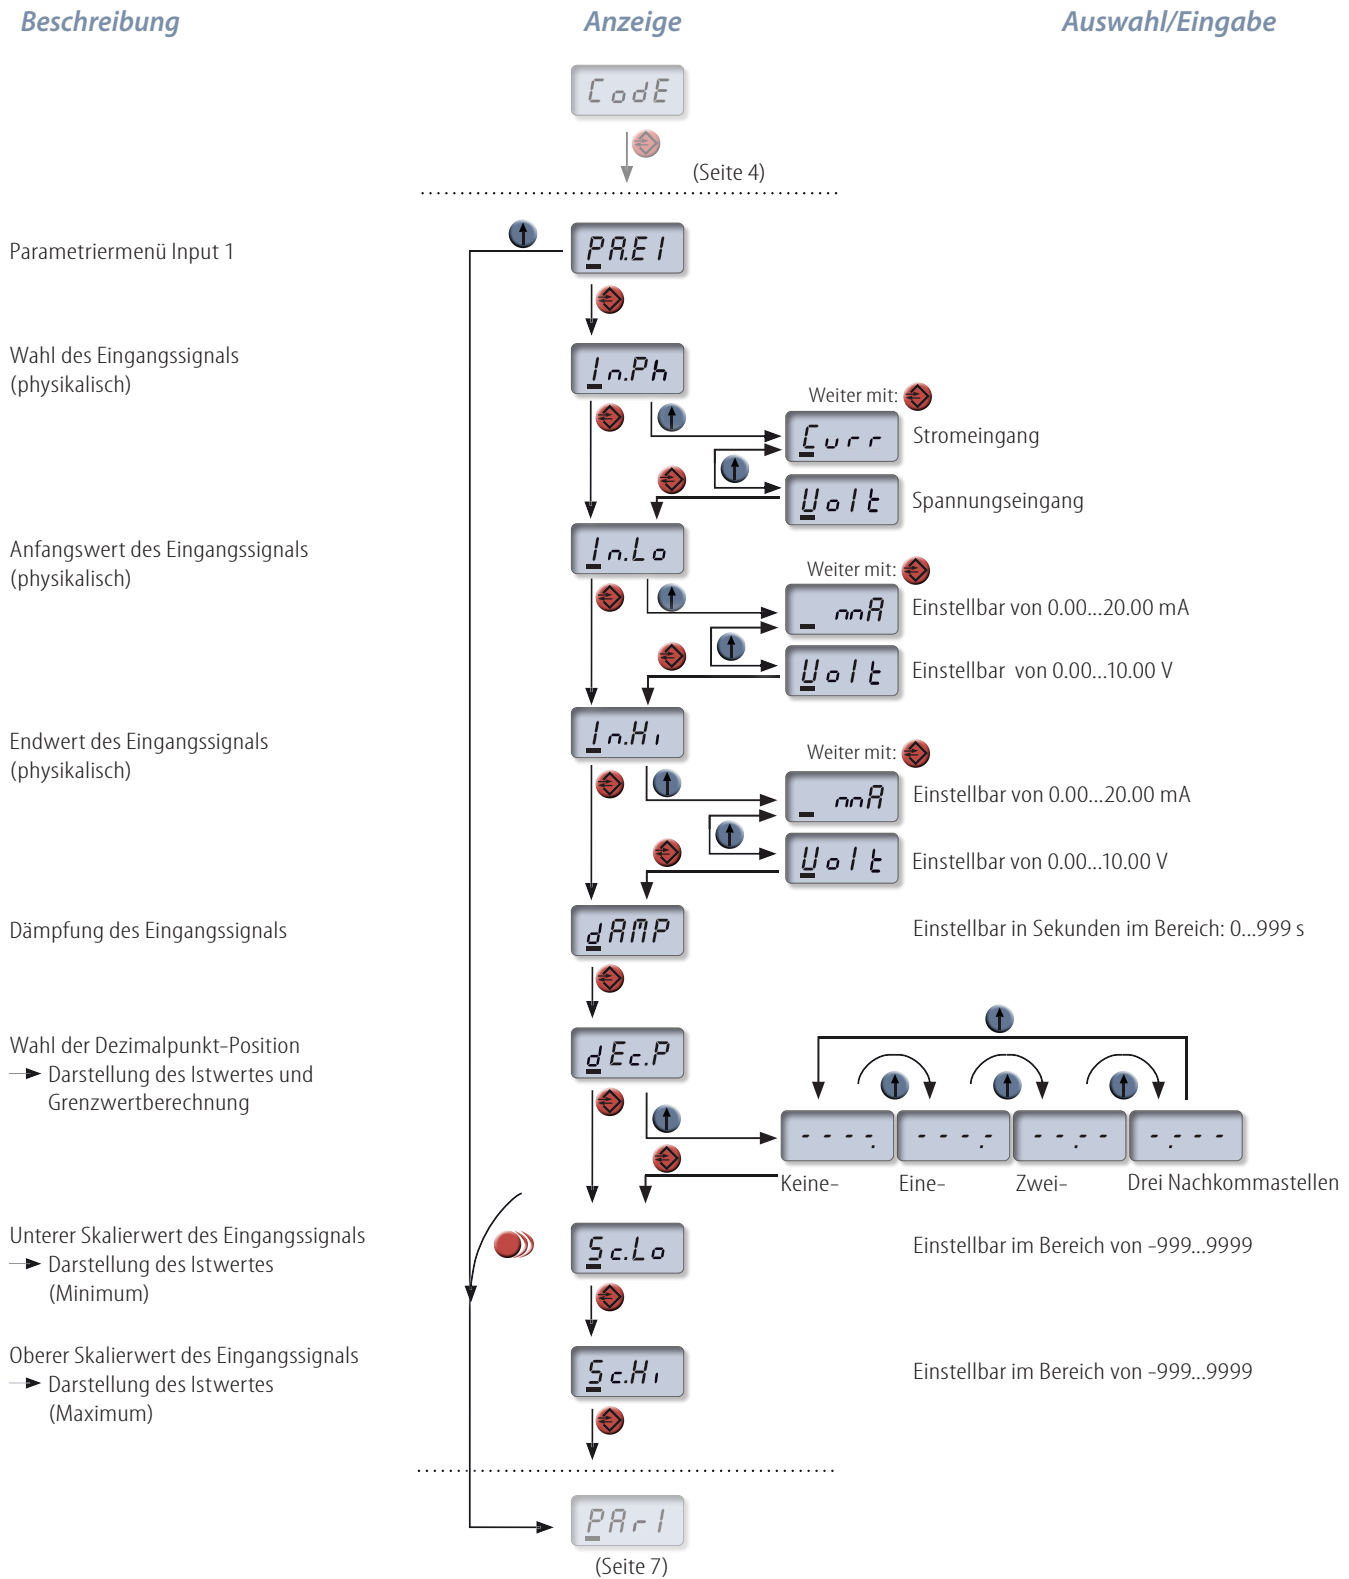 Beschreibung Anzeige Auswahl/Eingabe
CodE
(Seite 4)
Parametriermenü Input 1
PA.E1
Wahl des Eingangssignals
(physikalisch)
In.Ph
Weiter mit:
Curr Stromeingang
Volt Spannungseingang
Anfangswert des Eingangssignals
(physikalisch)
In.Lo
Weiter mit:
_ mA Einstellbar von 0.00...20.00 mA
Volt Einstellbar von 0.00...10.00 V
Endwert des Eingangssignals
(physikalisch)
In.Hi
Weiter mit:
_ mA Einstellbar von 0.00...20.00 mA
Volt Einstellbar von 0.00...10.00 V
Dämpfung des Eingangssignals
dAMP
Einstellbar in Sekunden im Bereich: 0...999 s
Wahl der Dezimalpunkt-Position
Darstellung des Istwertes und
Grenzwertberechnung
dEc.P
----. ---.- --.-- -.---
Keine- Eine- Zwei- Drei Nachkommastellen
Unterer Skalierwert des Eingangssignals
Darstellung des Istwertes
(Minimum)
Sc.Lo
Einstellbar im Bereich von -999...9999
Oberer Skalierwert des Eingangssignals
Darstellung des Istwertes
(Maximum)
Sc.Hi
Einstellbar im Bereich von -999...9999
PAr1
(Seite 7)